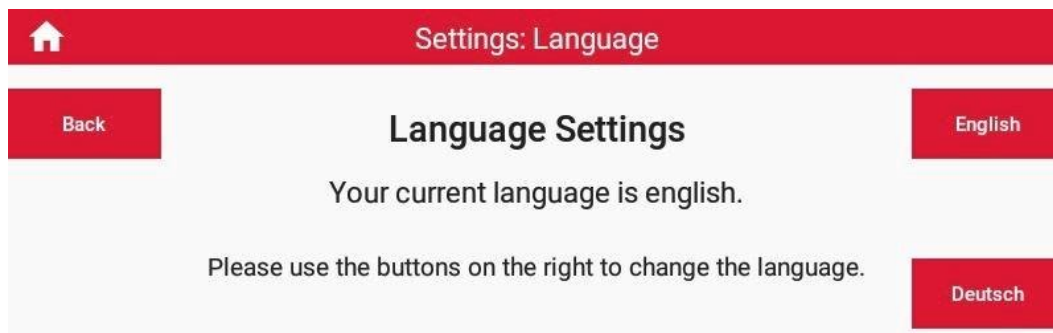 Settings: Language
Back
Language Settings
English
Your current language is english.
Please use the buttons on the right to change the language.
Deutsch